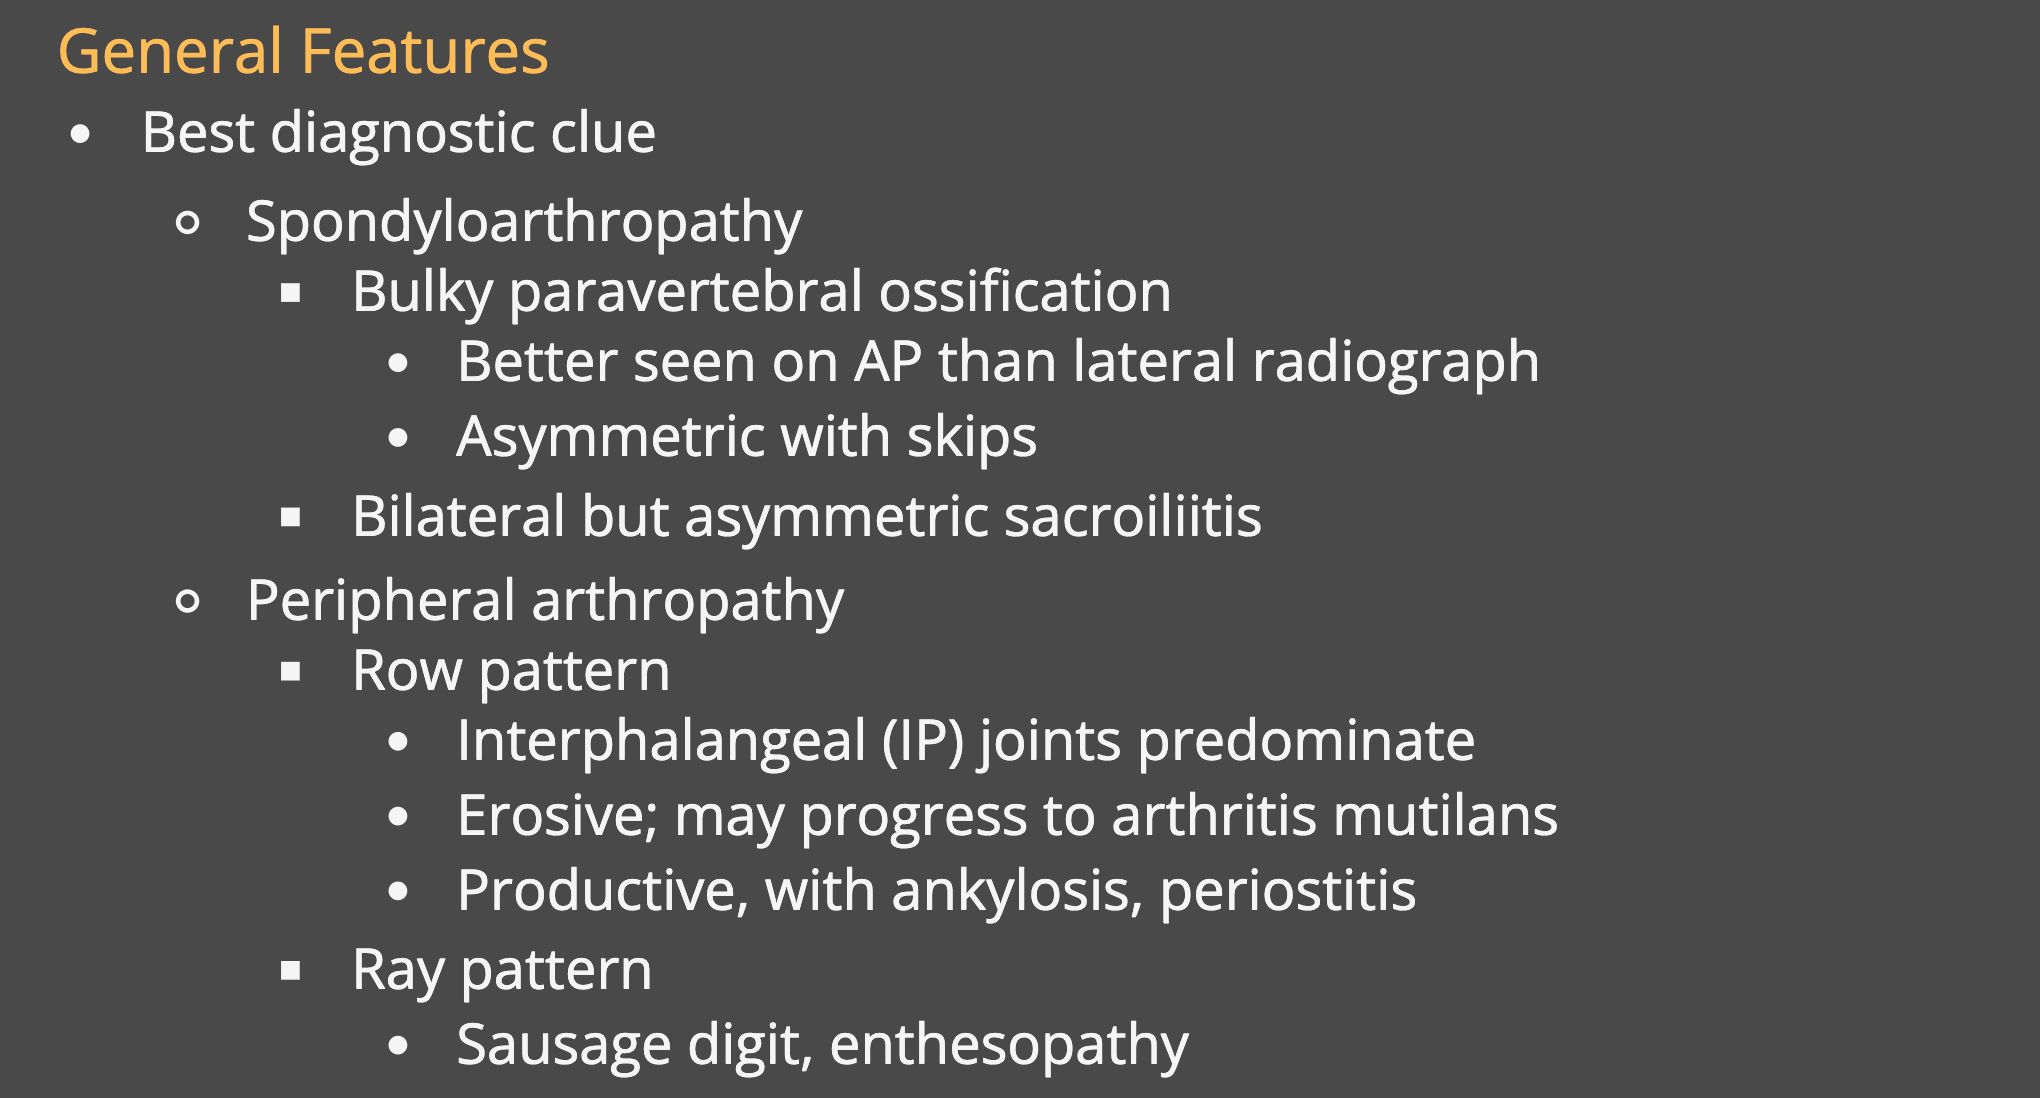 General Features
• Best diagnostic clue
○ Spondyloarthropathy
▪ Bulky paravertebral ossification
• Better seen on AP than lateral radiograph
• Asymmetric with skips
▪ Bilateral but asymmetric sacroiliitis
○ Peripheral arthropathy
▪ Row pattern
• Interphalangeal (IP) joints predominate
• Erosive; may progress to arthritis mutilans
• Productive, with ankylosis, periostitis
▪ Ray pattern
• Sausage digit, enthesopathy